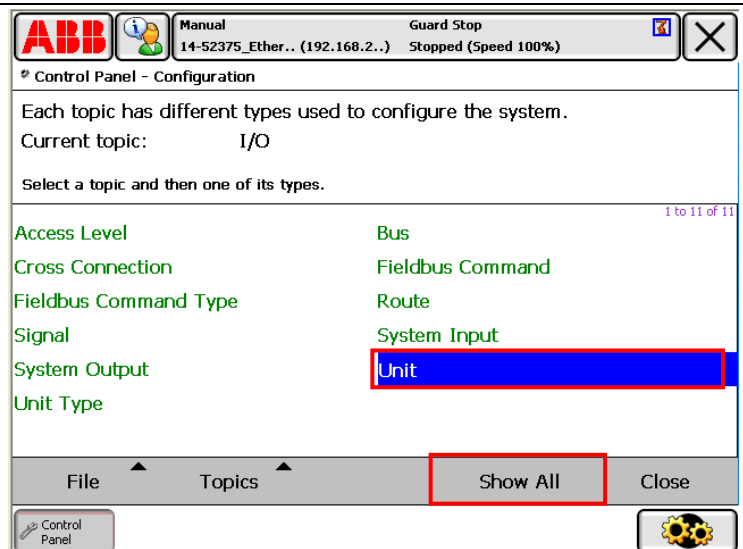 ABB
Manual Guard Stop
14-52375_Ether.. (192.168.2..) Stopped (Speed 100%)
Control Panel - Configuration
Each topic has different types used to configure the system.
Current topic: I/O
Select a topic and then one of its types.
1 to 11 of 11
Access Level Bus
Cross Connection Fieldbus Command
Fieldbus Command Type Route
Signal System Input
System Output Unit
Unit Type
File Topics Show All Close
Control
Panel